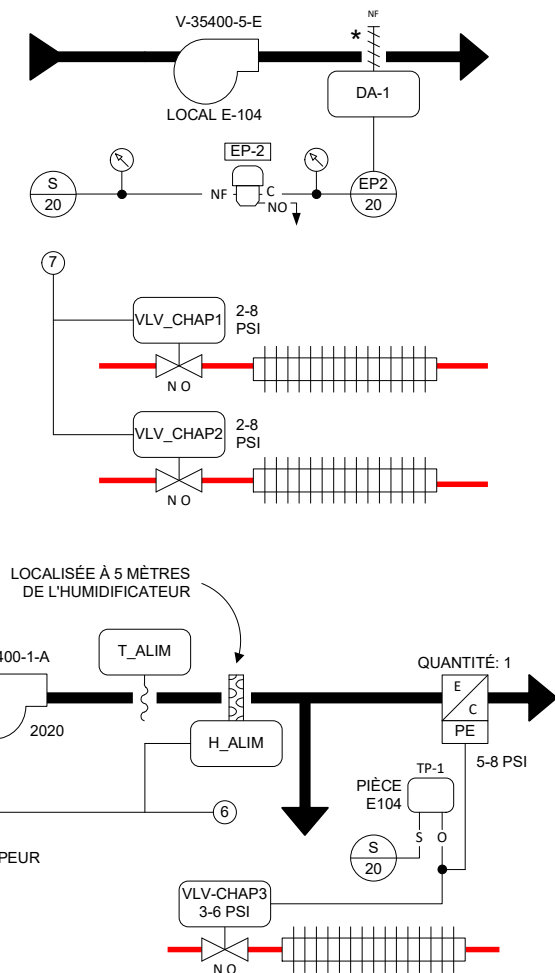 V-35400-5-E
NF
*
DA-1
LOCAL E-104
EP-2
S
20
NF
C
NO
EP2
20
7
VLV_CHAP1
2-8
PSI
N O
VLV_CHAP2
2-8
PSI
N O
LOCALISÉE À 5 MÈTRES
DE L'HUMIDIFICATEUR
400-1-A
T_ALIM
QUANTITÉ: 1
E
C
PE
2020
H_ALIM
5-8 PSI
TP-1
PIÈCE
E104
6
S O
S
20
PEUR
VLV-CHAP3
3-6 PSI
N O